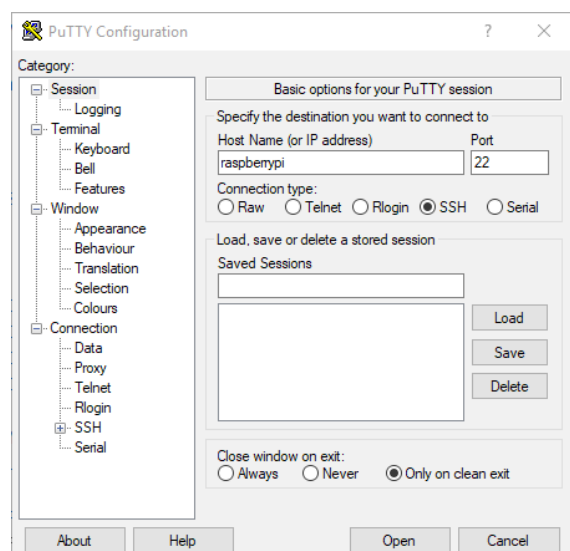 PuTTY Configuration
? ×
Category:
Session
Logging
Terminal
Keyboard
Bell
Features
Window
Appearance
Behaviour
Translation
Selection
Colours
Connection
Data
Proxy
Telnet
Rlogin
SSH
Serial
Basic options for your PuTTY session
Specify the destination you want to connect to
Host Name (or IP address) Port
raspberrypi 22
Connection type:
Raw Telnet Rlogin SSH Serial
Load, save or delete a stored session
Saved Sessions
Load
Save
Delete
Close window on exit:
Always Never Only on clean exit
About Help Open Cancel